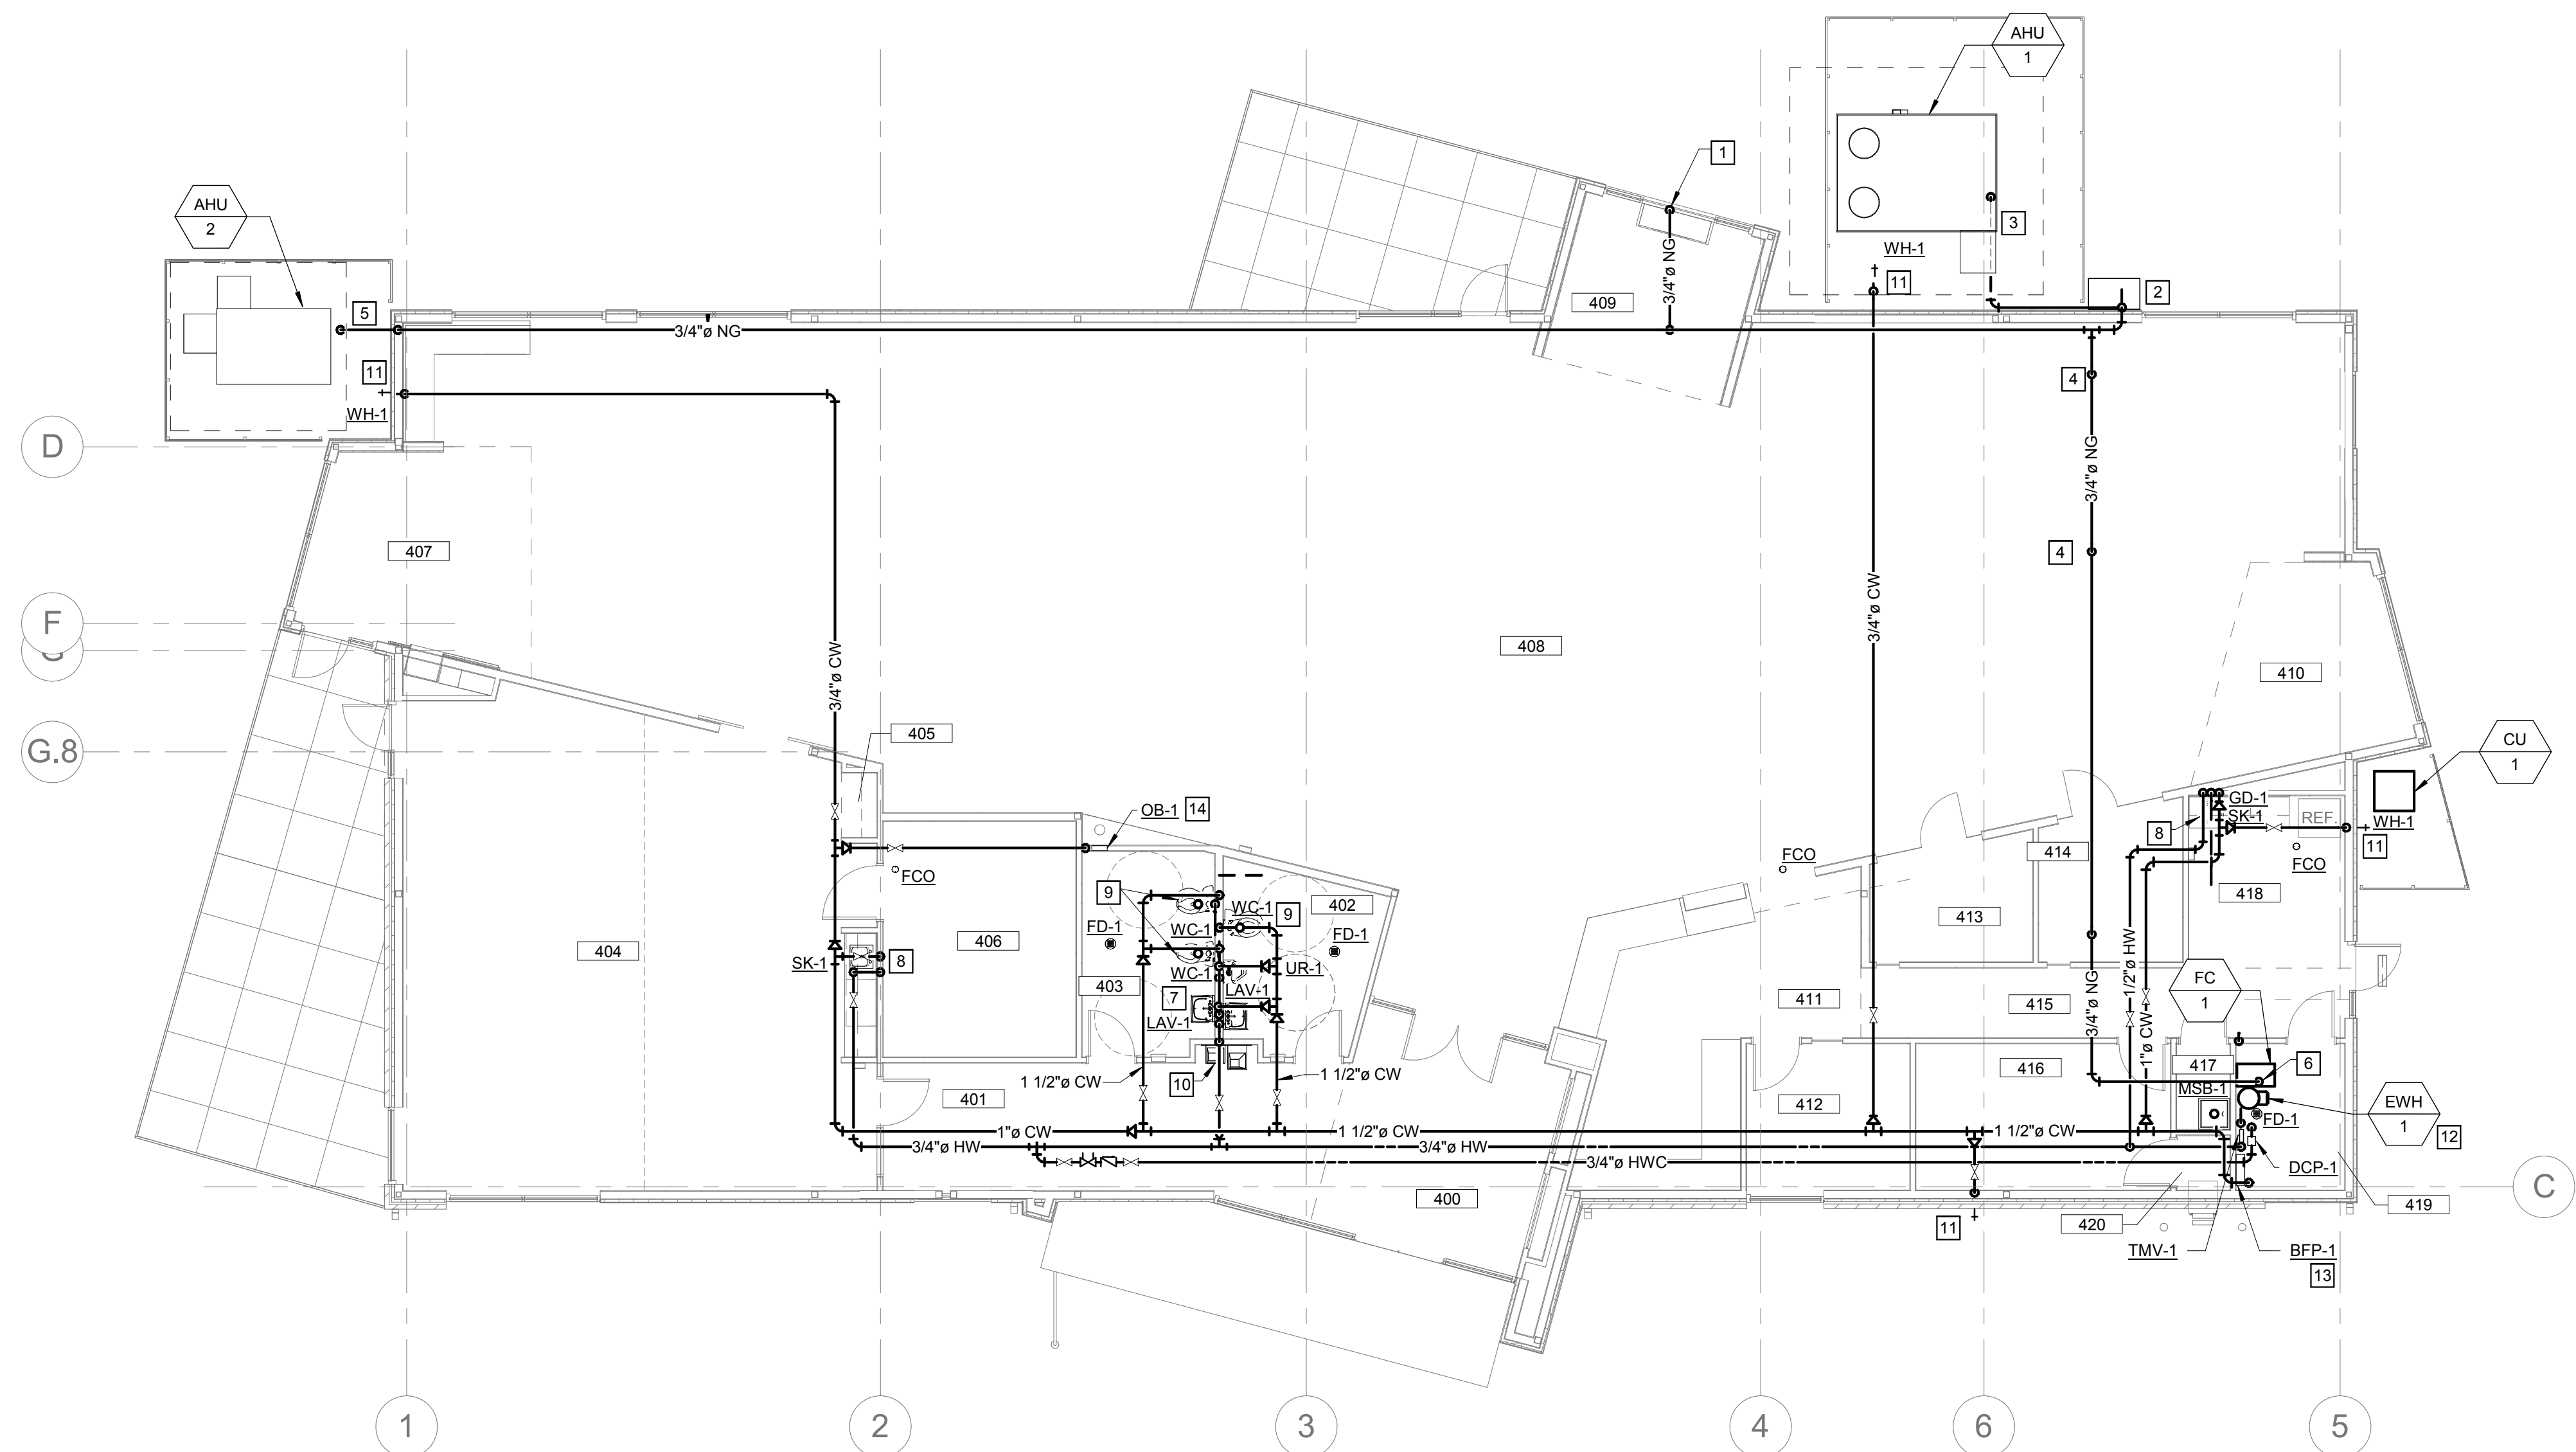 AHU
1
1
AHU
2
3
WH-1
11
2
409
3/4"ø NG
5
3/4"ø NG
11
WH-1
4
D
3/4"ø NG
407
4
3/4"ø CW
F
G
408
3/4"ø CW
410
405
G.8
CU
1
OB-1
14
GD-1
SK-1
REF.
WH-1
8
11
FCO
FCO
FCO
414
418
9
WC-1
9
402
413
FD-1
WC-1
FD-1
404
406
SK-1
8
WC-1
UR-1
1/2"ø HW
FC
1
403
7
LAV-1
LAV-1
411
415
3/4"ø NG
1"ø CW
1 1/2"ø CW
10
1 1/2"ø CW
416
417
6
MSB-1
401
412
EWH
1
FD-1
12
1"ø CW
1 1/2"ø CW
1 1/2"ø CW
3/4"ø HW
3/4"ø HW
3/4"ø HWC
DCP-1
C
400
419
11
420
TMV-1
BFP-1
13
1
2
3
4
6
5